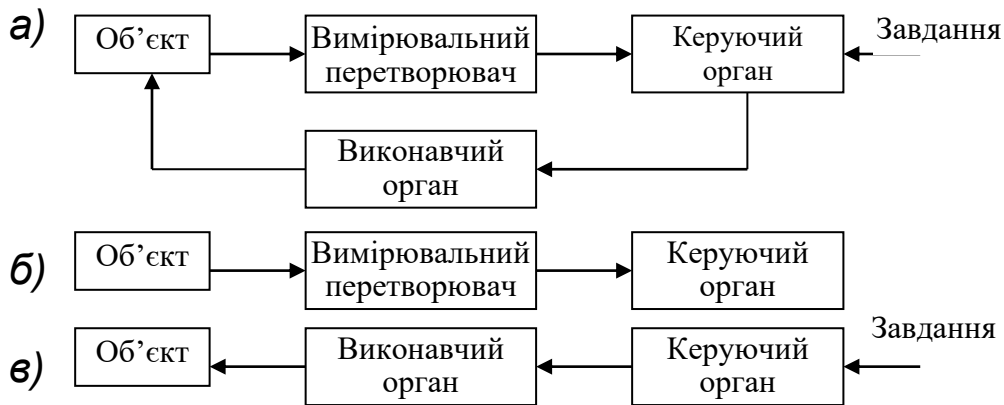 а)
Об’єкт
Вимірювальний
перетворювач
Керуючий
орган
Завдання
Виконавчий
орган
б)
Об’єкт
Вимірювальний
перетворювач
Керуючий
орган
в)
Об’єкт
Виконавчий
орган
Керуючий
орган
Завдання